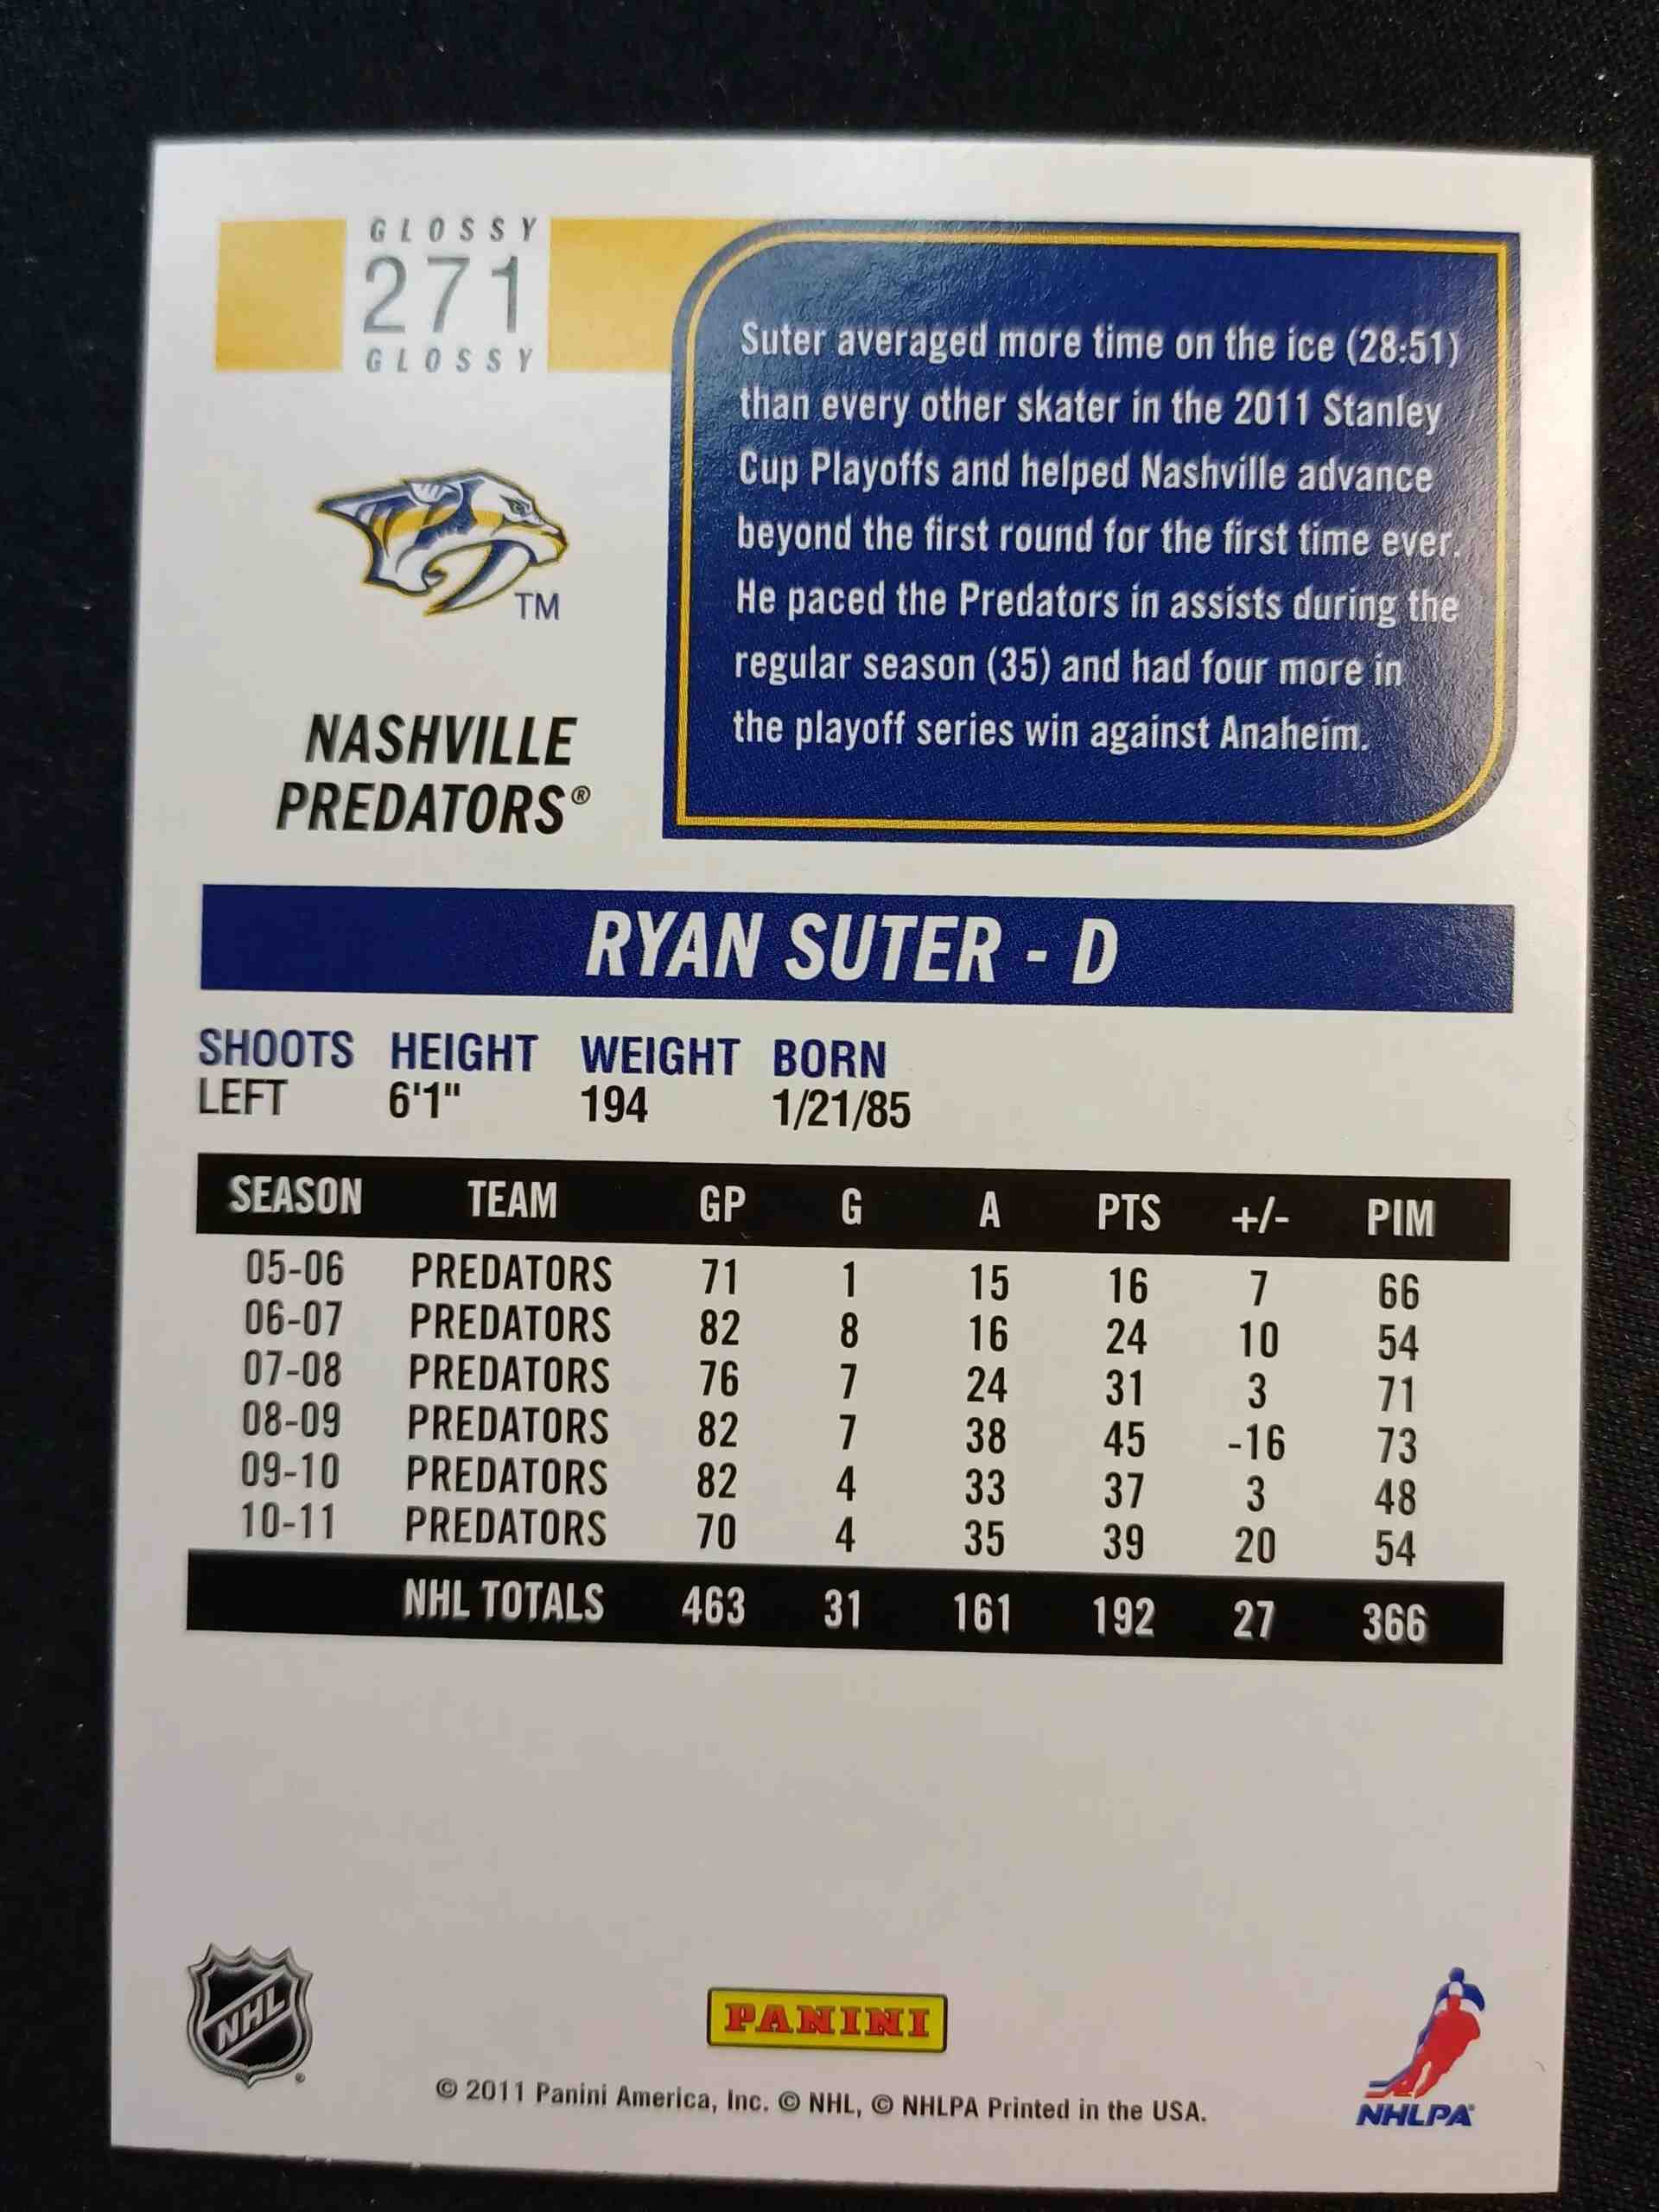 GLOSSY
271
GLOSSY
Suter averaged more time on the ice (28:51)
than every other skater in the 2011 Stanley
Cup Playoffs and helped Nashville advance
beyond the first round for the first time ever.
He paced the Predators in assists during the
regular season (35) and had four more in
the playoff series win against Anaheim.
TM
NASHVILLE
PREDATORS®
RYAN SUTER - D
SHOOTS HEIGHT WEIGHT BORN
LEFT 6'1" 194 1/21/85
SEASON TEAM GP G A PTS +/- PIM
05-06 PREDATORS 71 1 15 16 7 66
06-07 PREDATORS 82 8 16 24 10 54
07-08 PREDATORS 76 7 24 31 3 71
08-09 PREDATORS 82 7 38 45 -16 73
09-10 PREDATORS 82 4 33 37 3 48
10-11 PREDATORS 70 4 35 39 20 54
NHL TOTALS 463 31 161 192 27 366
NHL ®
PANINI
NHLPA
© 2011 Panini America, Inc. © NHL, © NHLPA Printed in the USA.